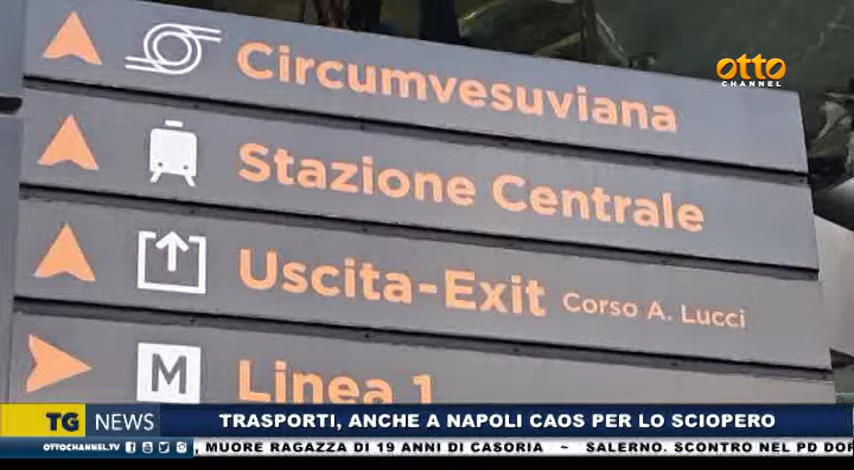 Circumvesuviana
otto
CHANNEL
Stazione Centrale
Uscita-Exit Corso A. Lucci
M Linea 1
TG NEWS TRASPORTI, ANCHE A NAPOLI CAOS PER LO SCIOPERO
OTTOCHANNEL.TV , MUORE RAGAZZA DI 19 ANNI DI CASORIA ~ SALERNO. SCONTRO NEL PD DOP